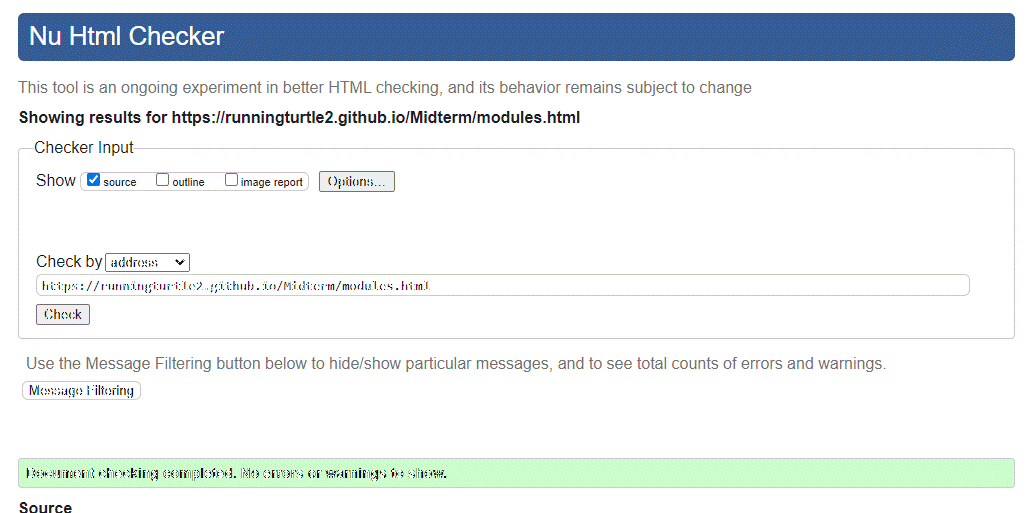 Nu Html Checker
This tool is an ongoing experiment in better HTML checking, and its behavior remains subject to change
Showing results for https://runningturtle2.github.io/Midterm/modules.html
Checker Input
Show source outline image report Options...
Check by address
https://runningturtle2.github.io/Midterm/modules.html
Check
Use the Message Filtering button below to hide/show particular messages, and to see total counts of errors and warnings.
Message Filtering
Document checking completed. No errors or warnings to show.
Source